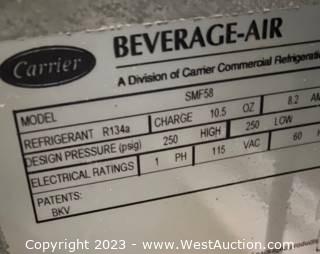 Carrier
BEVERAGE-AIR
A Division of Carrier Commercial Refrigeration
MODEL SMF58
REFRIGERANT R134a CHARGE 10.5 OZ 8.2 AM
DESIGN PRESSURE (psig) 250 HIGH 250 LOW
ELECTRICAL RATINGS 1 PH 115 VAC 60 H
PATENTS:
BKV
Copyright 2023 - www.WestAuction.com